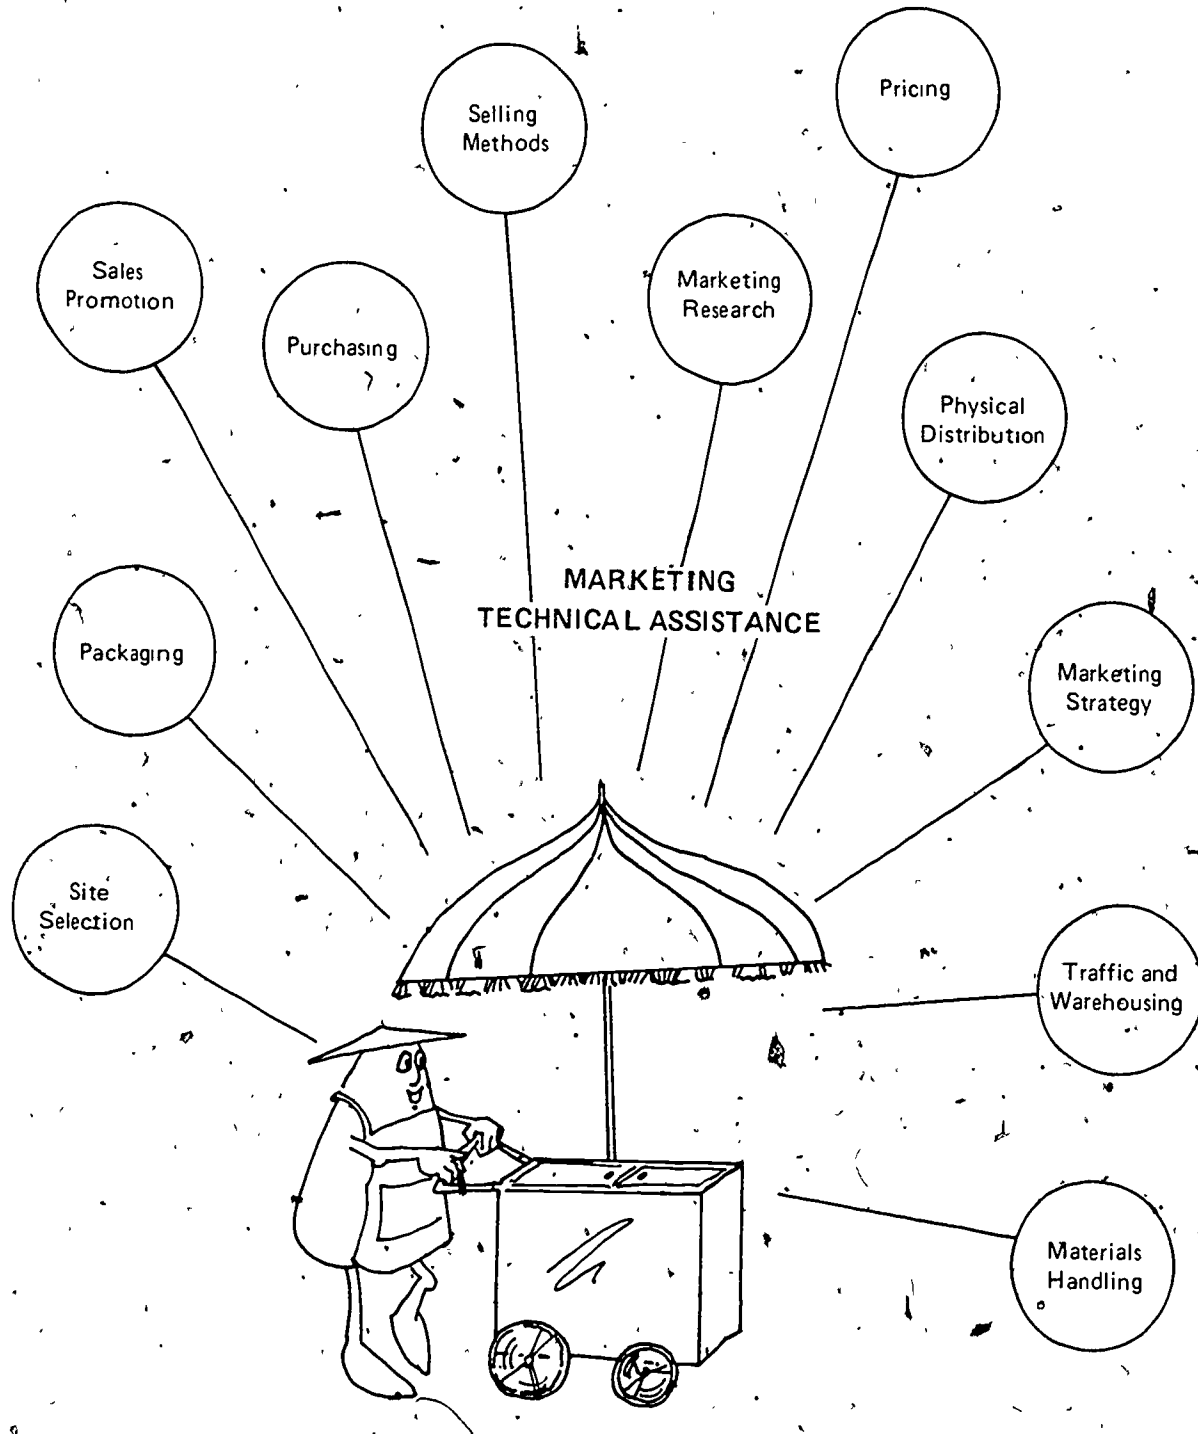 Selling
Methods
Pricing
Sales
Promotion
Purchasing
Marketing
Research
Physical
Distribution
MARKETING
TECHNICAL ASSISTANCE
Packaging
Marketing
Strategy
Site
Selection
Traffic and
Warehousing
Materials
Handling